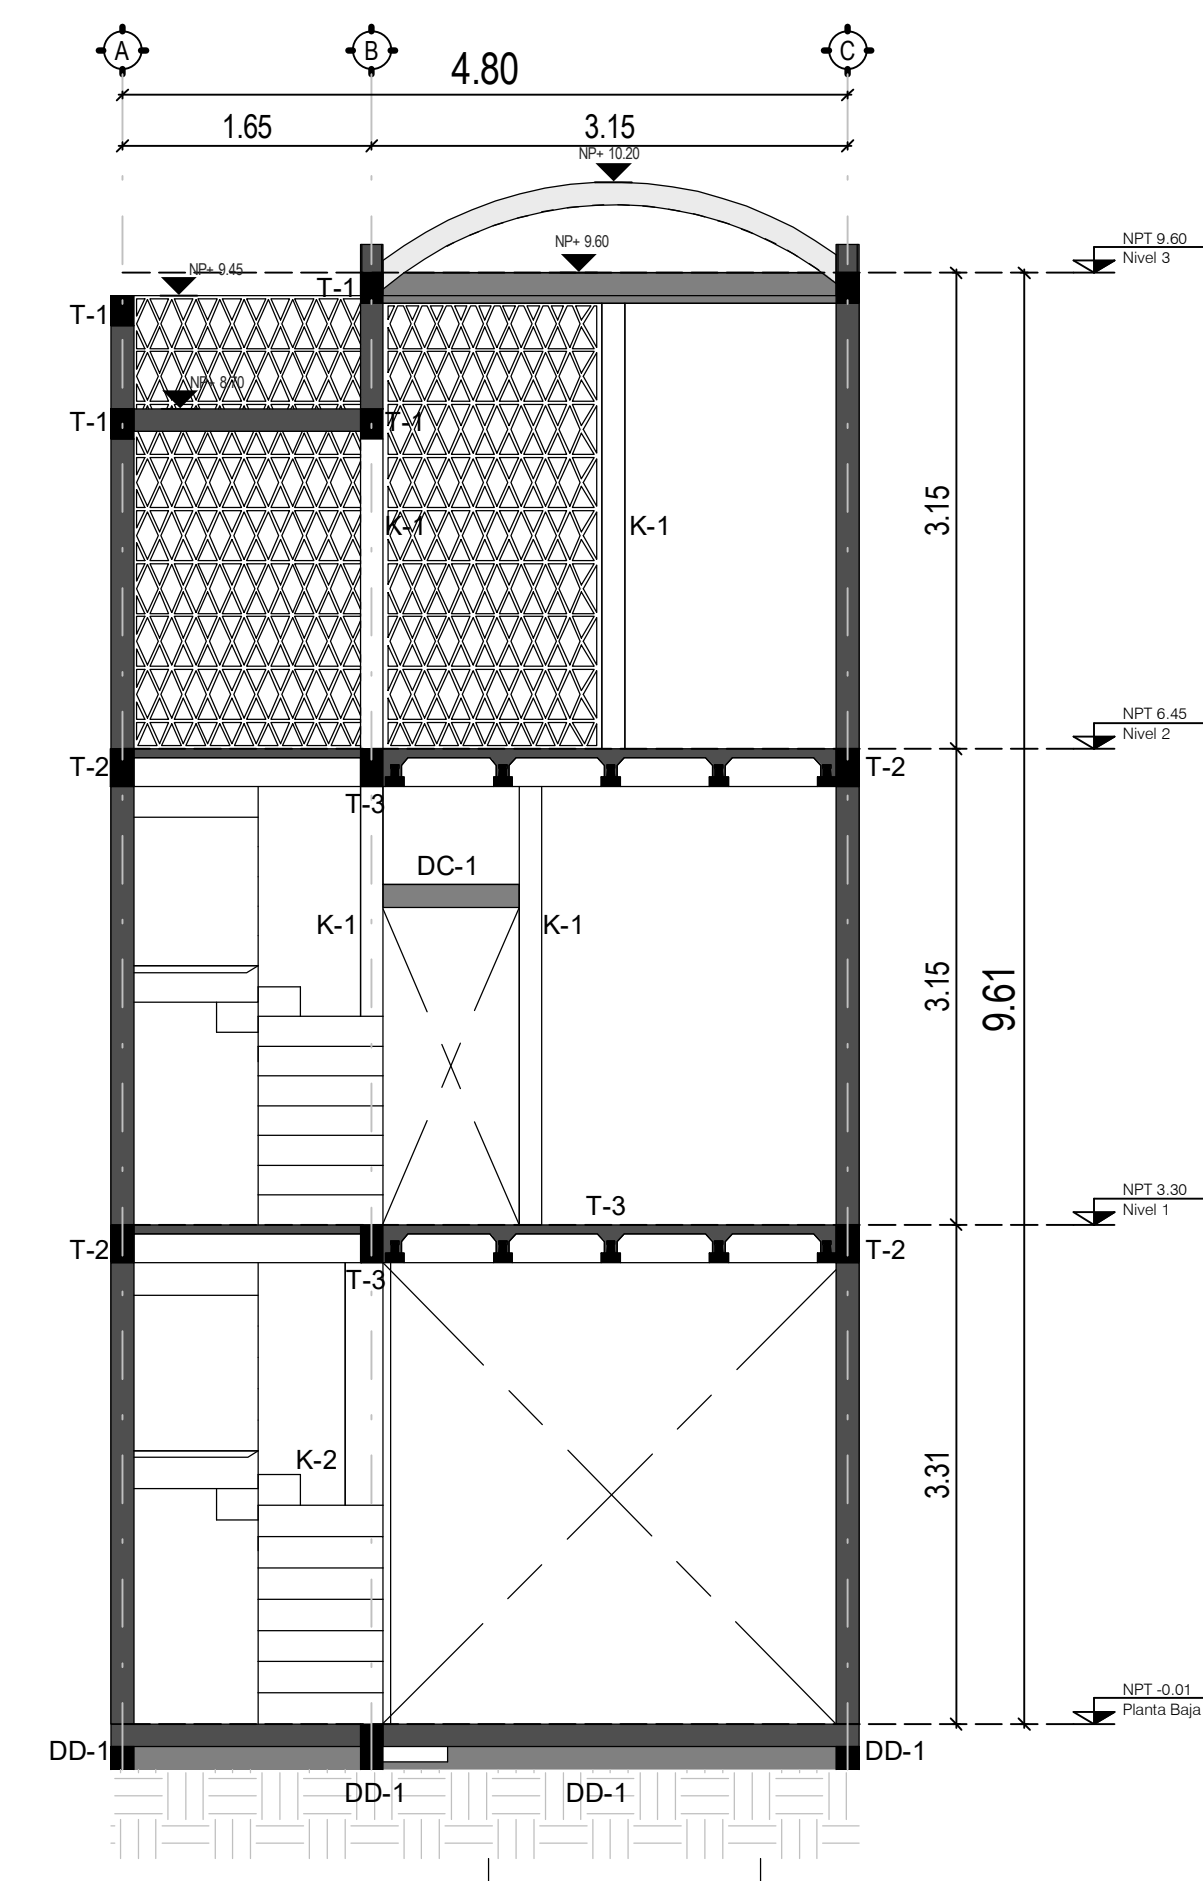 A
B
C
4.80
1.65
3.15
NP+ 10.20
NPT 9.60
Nivel 3
NP+ 9.60
NP+ 9.45
T-1
T-1
NP+ 8.70
T-1
T-1
K-1
K-1
3.15
NPT 6.45
Nivel 2
T-2
T-2
T-3
DC-1
K-1
K-1
3.15
9.61
NPT 3.30
Nivel 1
T-3
T-2
T-2
T-3
K-2
3.31
NPT -0.01
Planta Baja
DD-1
DD-1
DD-1
DD-1